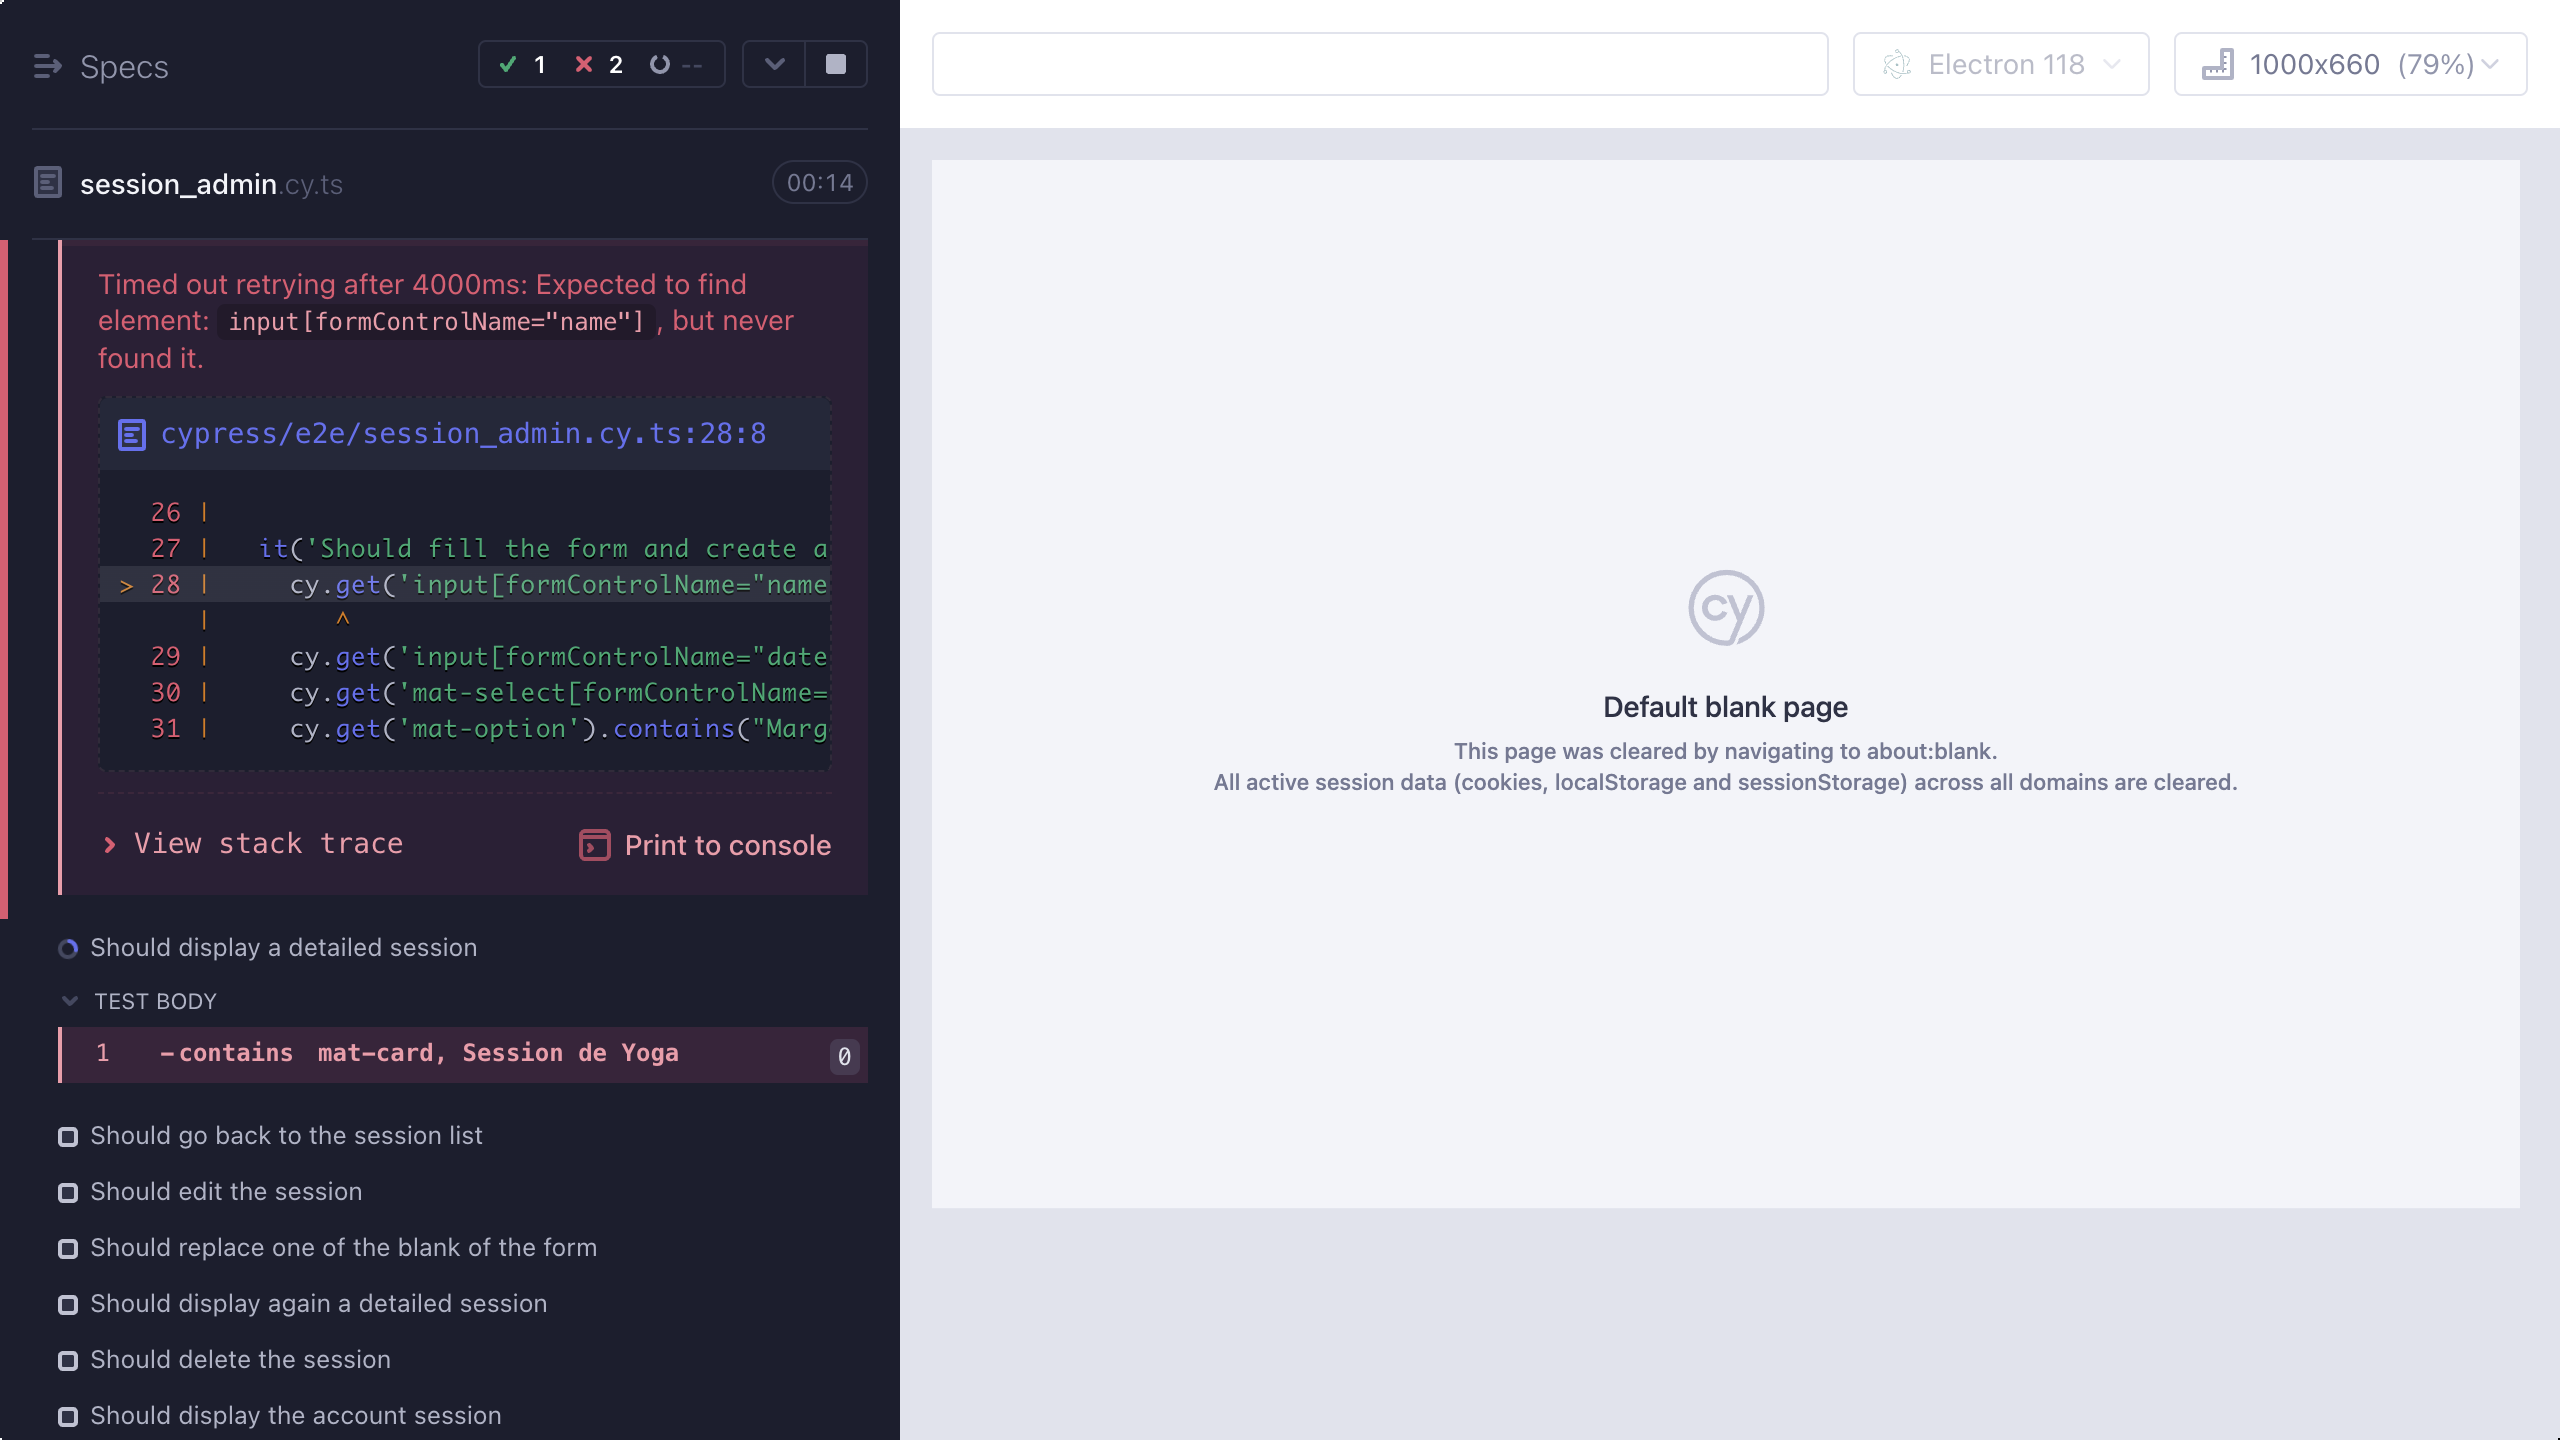 Specs
1 2 --
session_admin.cy.ts
00:14
Timed out retrying after 4000ms: Expected to find
element: input[formControlName="name"], but never
found it.
cypress/e2e/session_admin.cy.ts:28:8
26 |
27 | it('Should fill the form and create a
> 28 | cy.get('input[formControlName="name
| ^
29 | cy.get('input[formControlName="date
30 | cy.get('mat-select[formControlName=
31 | cy.get('mat-option').contains("Marg
View stack trace
Print to console
Should display a detailed session
TEST BODY
1 -contains mat-card, Session de Yoga 0
Should go back to the session list
Should edit the session
Should replace one of the blank of the form
Should display again a detailed session
Should delete the session
Should display the account session
Electron 118
1000x660 (79%)
cy
Default blank page
This page was cleared by navigating to about:blank.
All active session data (cookies, localStorage and sessionStorage) across all domains are cleared.